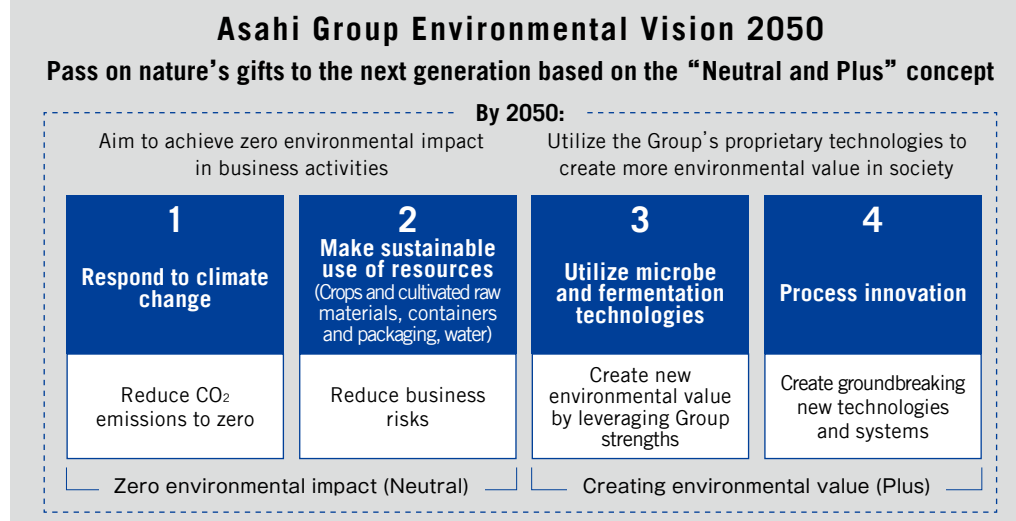 Asahi Group Environmental Vision 2050
Pass on nature’s gifts to the next generation based on the “Neutral and Plus” concept
By 2050:
Aim to achieve zero environmental impact
in business activities
Utilize the Group’s proprietary technologies to
create more environmental value in society
1
Respond to climate
change
Reduce CO₂
emissions to zero
2
Make sustainable
use of resources
(Crops and cultivated raw
materials, containers
and packaging, water)
Reduce business
risks
3
Utilize microbe
and fermentation
technologies
Create new
environmental value
by leveraging Group
strengths
4
Process innovation
Create groundbreaking
new technologies
and systems
Zero environmental impact (Neutral)
Creating environmental value (Plus)